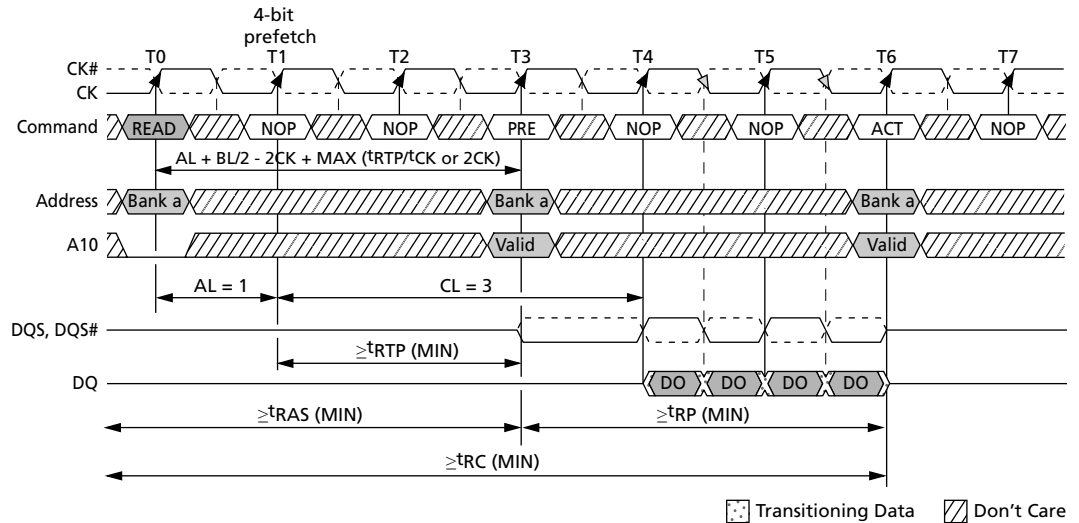 4-bit
prefetch
T0 T1 T2 T3 T4 T5 T6 T7
CK#
CK
Command READ NOP NOP PRE NOP NOP ACT NOP
AL + BL/2 - 2CK + MAX (tRTP/tCK or 2CK)
Address Bank a Bank a Bank a
A10 Valid Valid
AL = 1 CL = 3
DQS, DQS#
≥tRTP (MIN)
DQ DO DO DO DO
≥tRAS (MIN) ≥tRP (MIN)
≥tRC (MIN)
Transitioning Data Don't Care